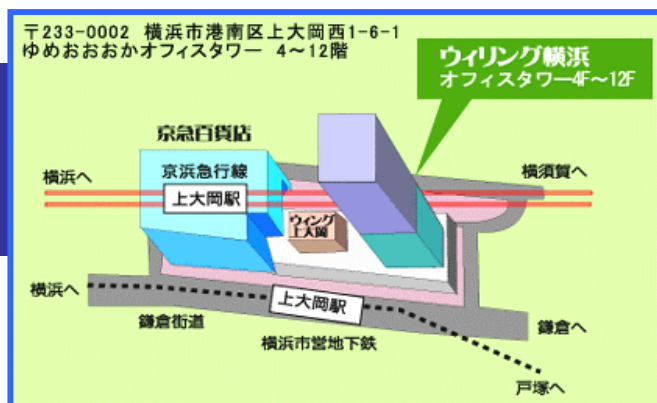 〒233-0002 横浜市港南区上大岡西1-6-1
ゆめおおおかオフィスタワー 4～12階
ウィリング横浜
オフィスタワー4F～12F
京急百貨店
横浜へ
京浜急行線
横須賀へ
上大岡駅
ウィング
上大岡
横浜へ
上大岡駅
鎌倉街道
横浜市営地下鉄
鎌倉へ
戸塚へ